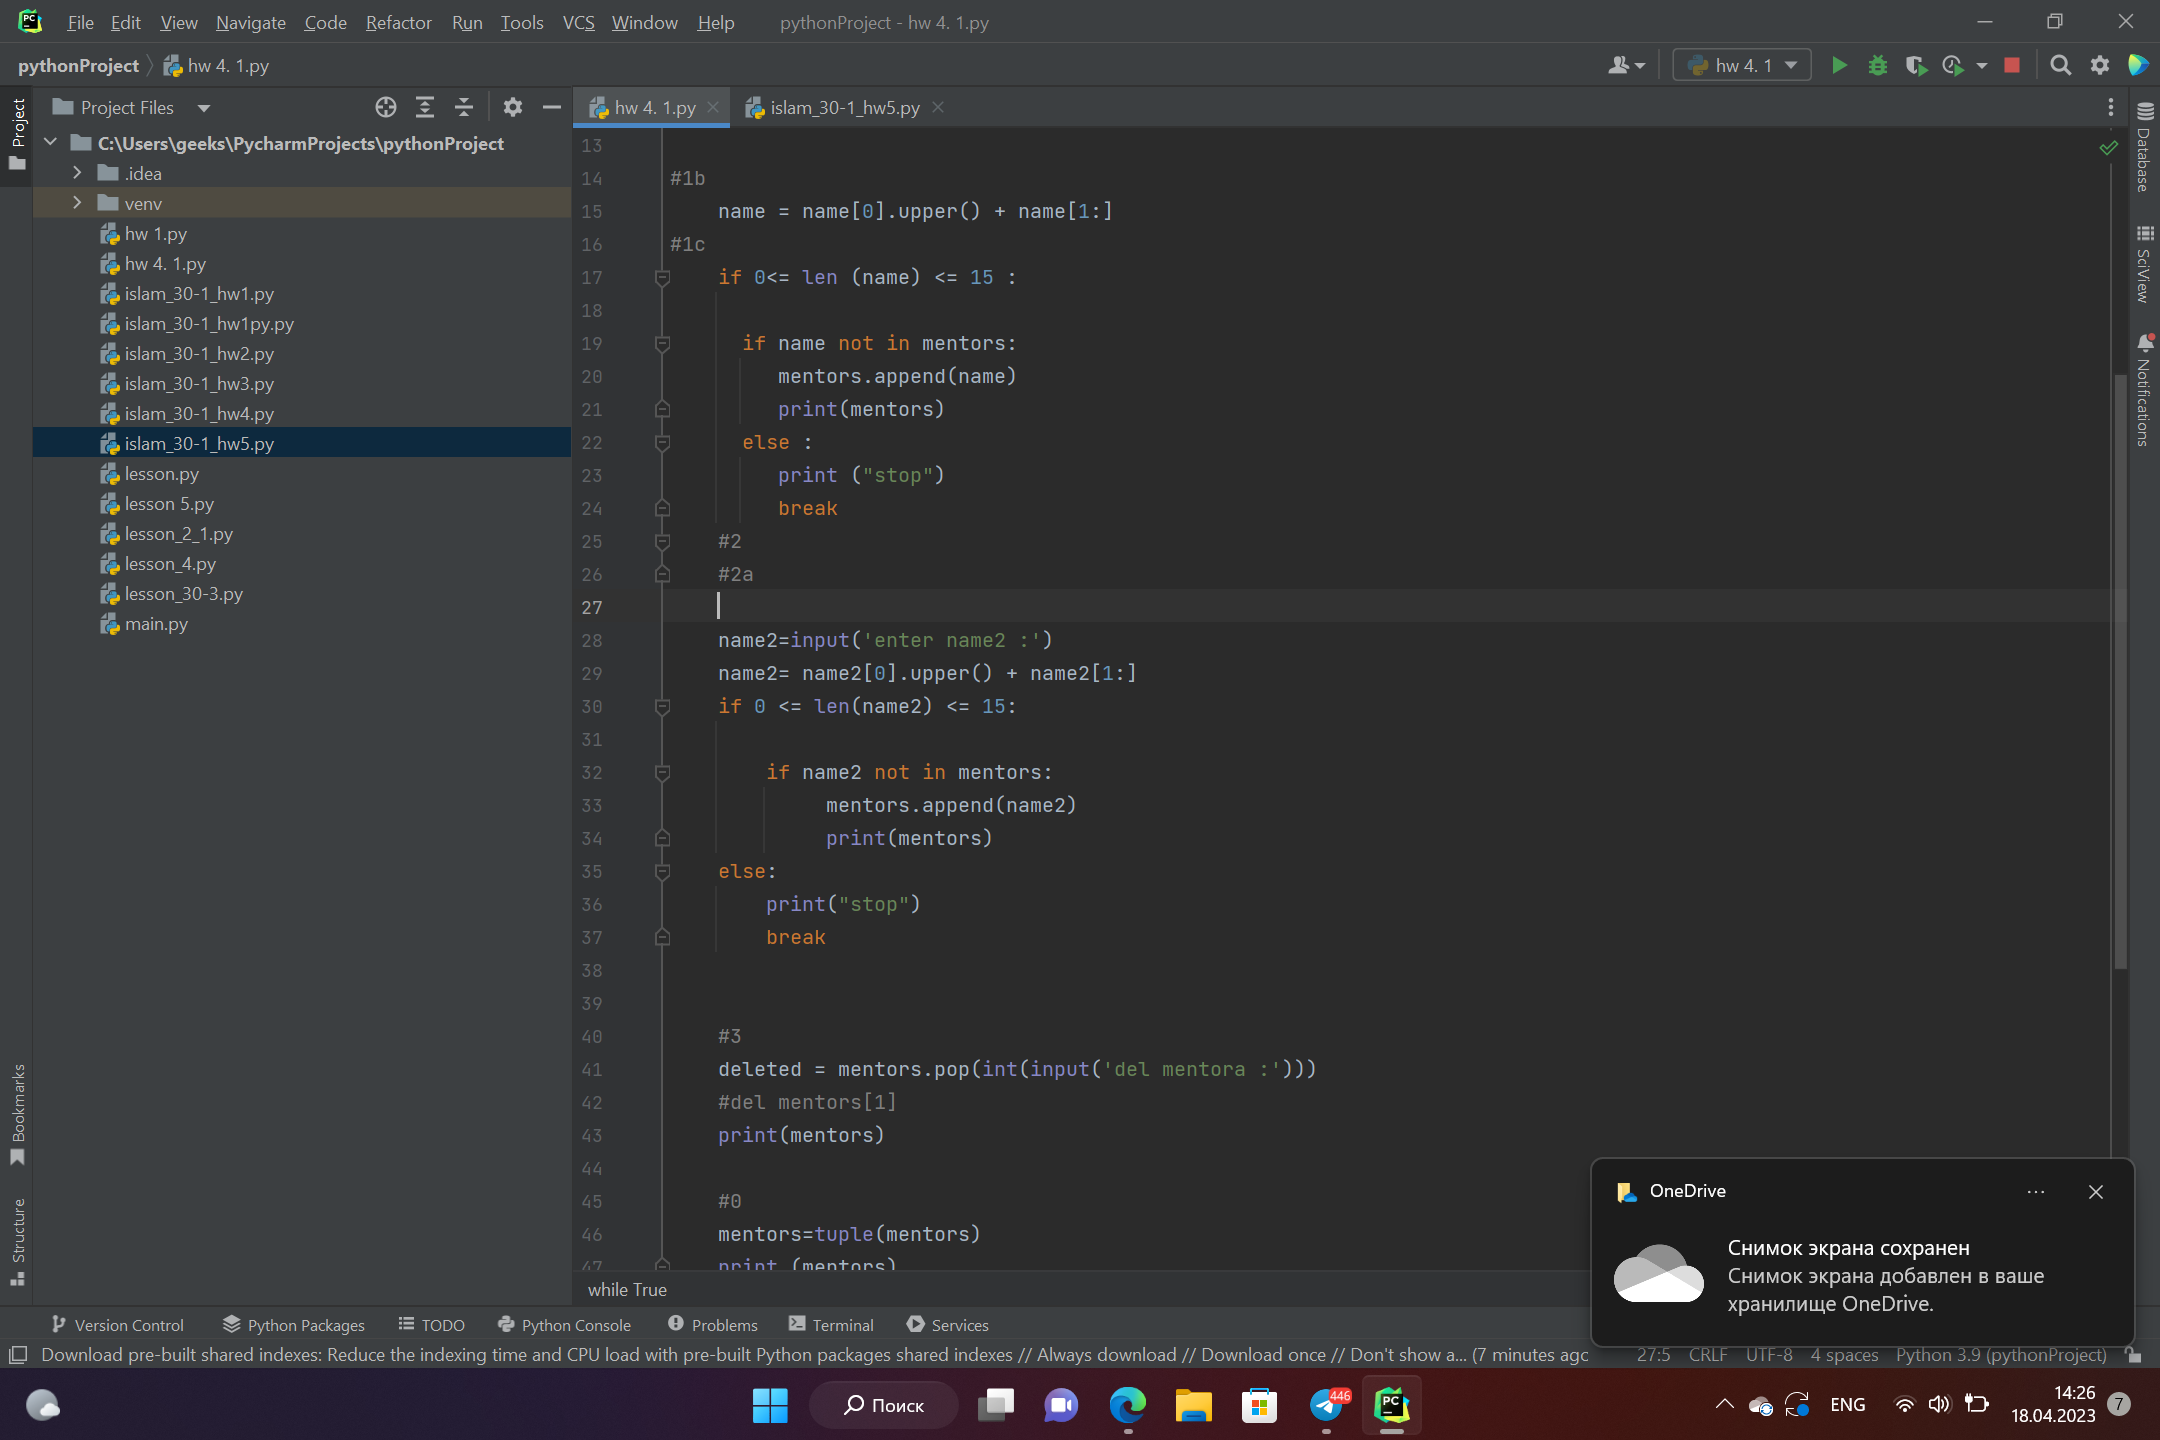 PC File Edit View Navigate Code Refactor Run Tools VCS Window Help pythonProject - hw 4. 1.py
pythonProject hw 4. 1.py hw 4. 1
Project
Project Files
C:\Users\geeks\PycharmProjects\pythonProject
.idea
venv
hw 1.py
hw 4. 1.py
islam_30-1_hw1.py
islam_30-1_hw1py.py
islam_30-1_hw2.py
islam_30-1_hw3.py
islam_30-1_hw4.py
islam_30-1_hw5.py
lesson.py
lesson 5.py
lesson_2_1.py
lesson_4.py
lesson_30-3.py
main.py
Bookmarks
Structure
hw 4. 1.py islam_30-1_hw5.py
13
14 #1b
15 name = name[0].upper() + name[1:]
16 #1c
17 if 0<= len (name) <= 15 :
18
19 if name not in mentors:
20 mentors.append(name)
21 print(mentors)
22 else :
23 print ("stop")
24 break
25 #2
26 #2a
27
28 name2=input('enter name2 :')
29 name2= name2[0].upper() + name2[1:]
30 if 0 <= len(name2) <= 15:
31
32 if name2 not in mentors:
33 mentors.append(name2)
34 print(mentors)
35 else:
36 print("stop")
37 break
38
39
40 #3
41 deleted = mentors.pop(int(input('del mentora :')))
42 #del mentors[1]
43 print(mentors)
44
45 #0
46 mentors=tuple(mentors)
47 print (mentors)
while True
Database
SciView
Notifications
OneDrive
Снимок экрана сохранен
Снимок экрана добавлен в ваше
хранилище OneDrive.
Version Control Python Packages TODO Python Console Problems Terminal Services
Download pre-built shared indexes: Reduce the indexing time and CPU load with pre-built Python packages shared indexes // Always download // Download once // Don't show a... (7 minutes agc 27:5 CRLF UTF-8 4 spaces Python 3.9 (pythonProject)
Поиск 446 PC ENG 14:26
18.04.2023 7